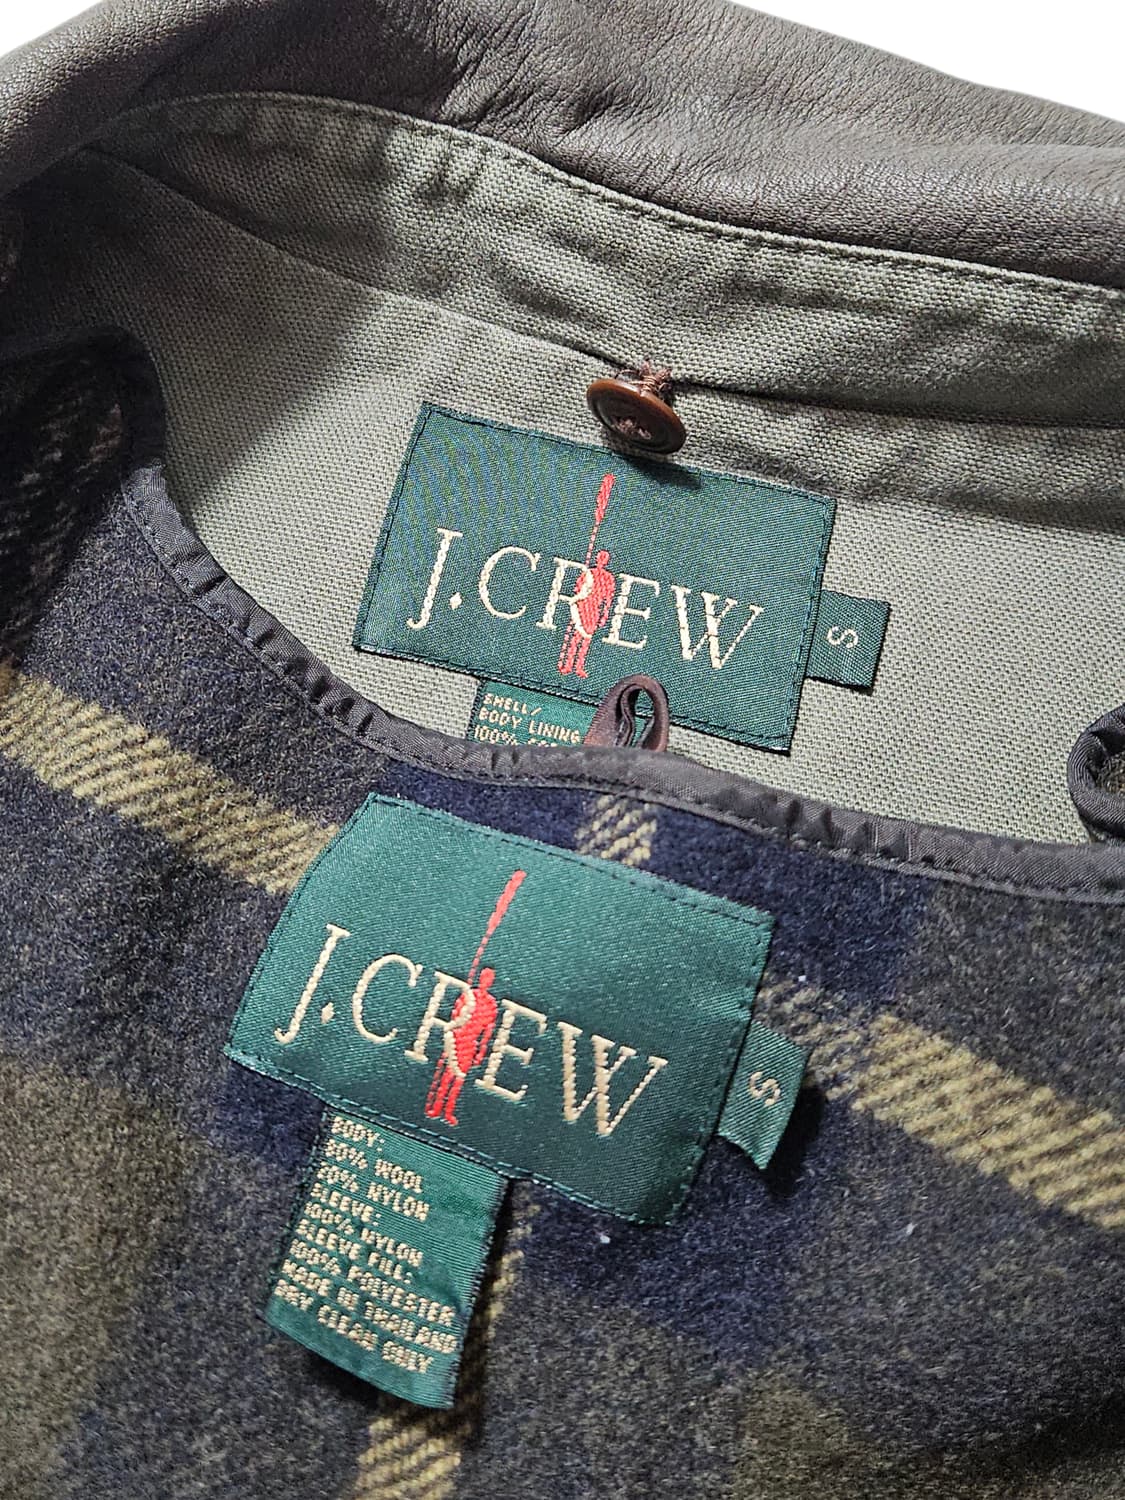 J.CREW
S
SHELL/
BODY LINING
100%
J.CREW
S
BODY:
80% WOOL
20% NYLON
SLEEVE:
100% NYLON
SLEEVE FILL:
100% POLYESTER
MADE IN THAILAND
DRY CLEAN ONLY